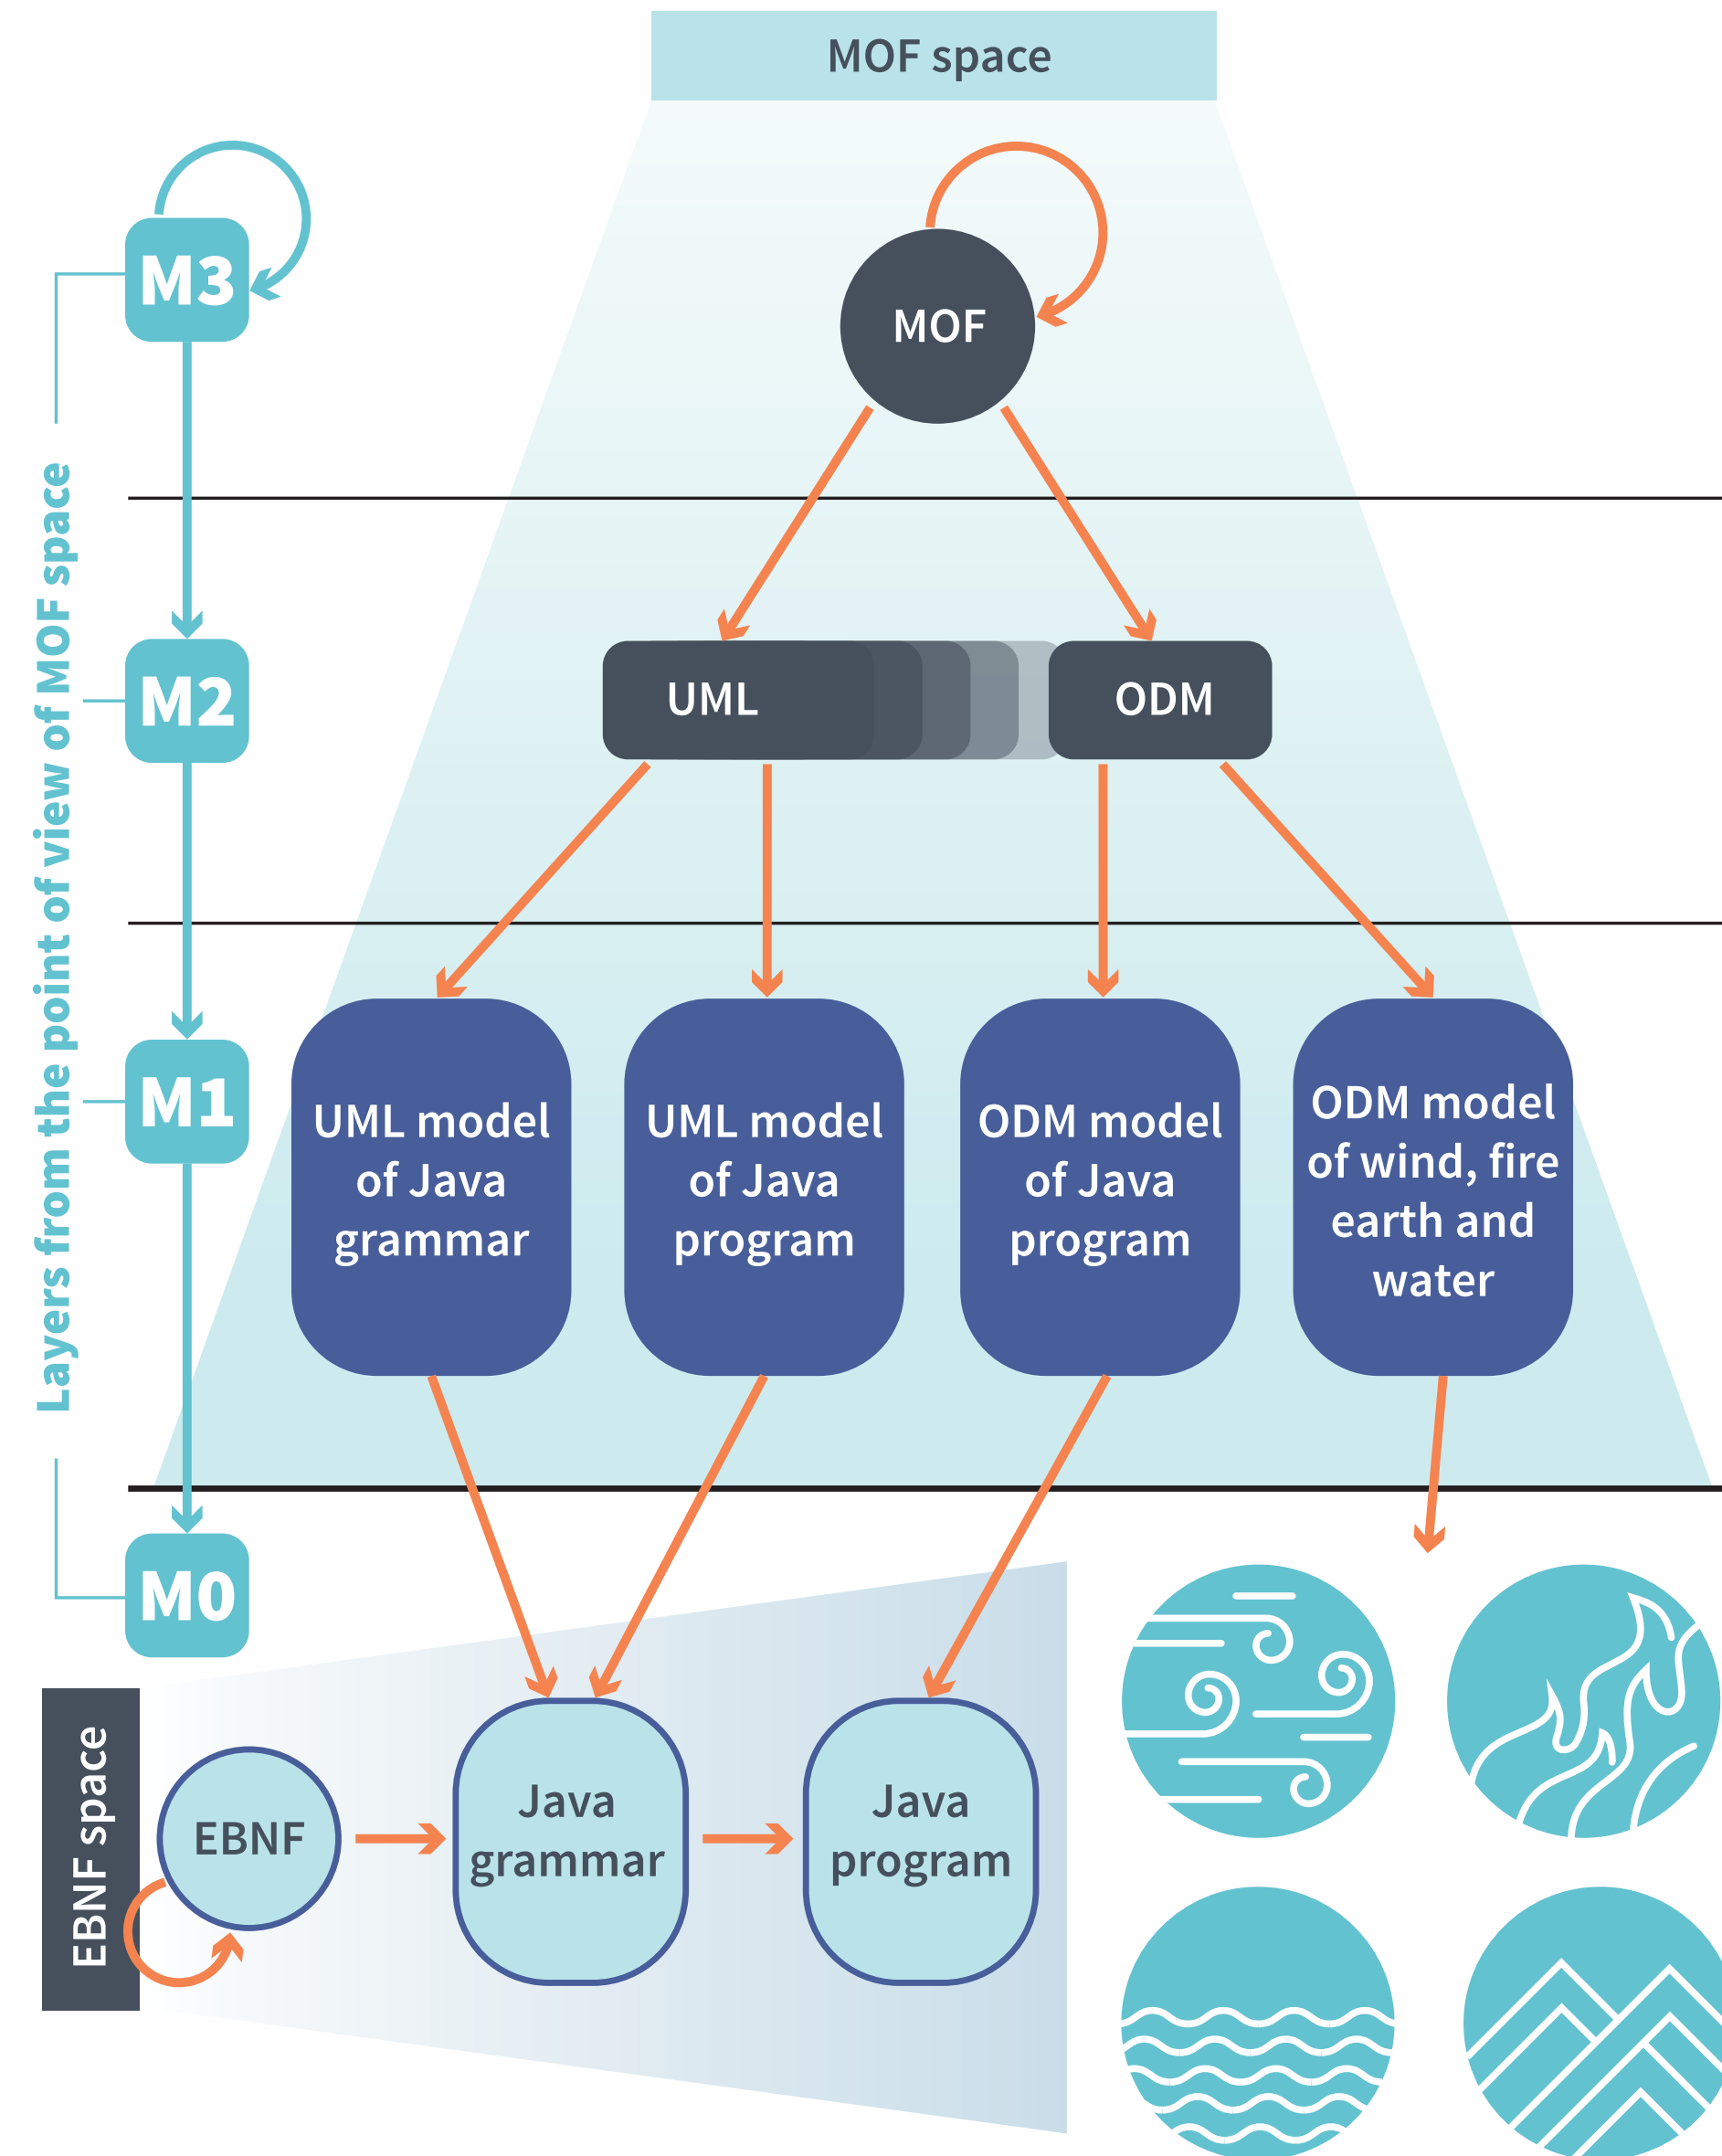 MOF space
M3
MOF
Layers from the point of view of MOF space
M2
UML
ODM
M1
UML model
of Java
grammar
UML model
of Java
program
ODM model
of Java
program
ODM model
of wind, fire
earth and
water
M0
EBNF space
EBNF
Java
grammar
Java
program